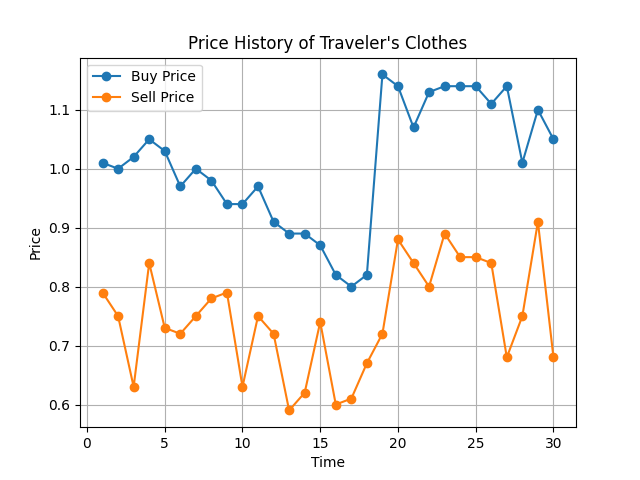 Price History of Traveler's Clothes
Buy Price
Sell Price
1.1
1.0
0.9
0.8
0.7
0.6
Price
0 5 10 15 20 25 30
Time